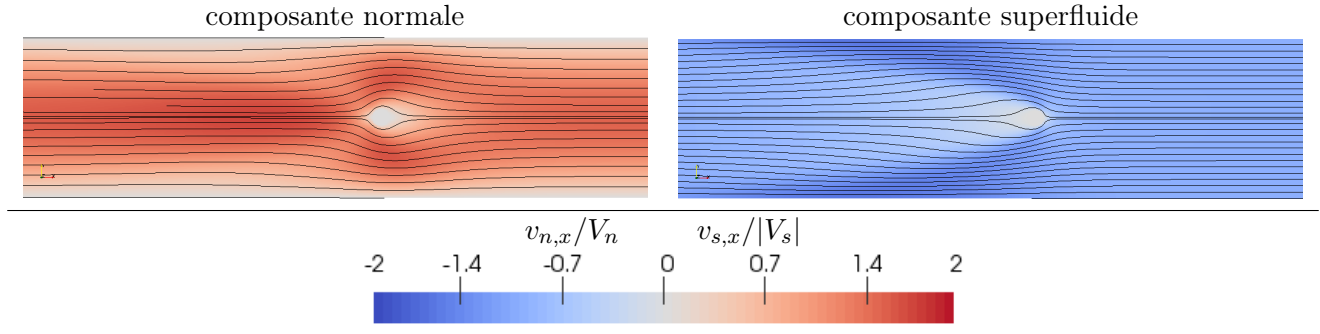 composante normale
composante superfluide
v_{n,x}/V_n
v_{s,x}/|V_s|
-2 -1.4 -0.7 0 0.7 1.4 2